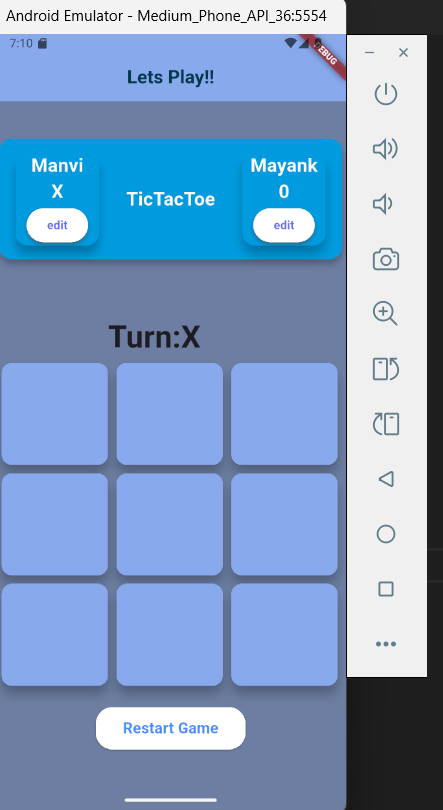 Android Emulator - Medium_Phone_API_36:5554
7:10
DEBUG
Lets Play!!
Manvi
X
edit
TicTacToe
Mayank
0
edit
Turn:X
Restart Game